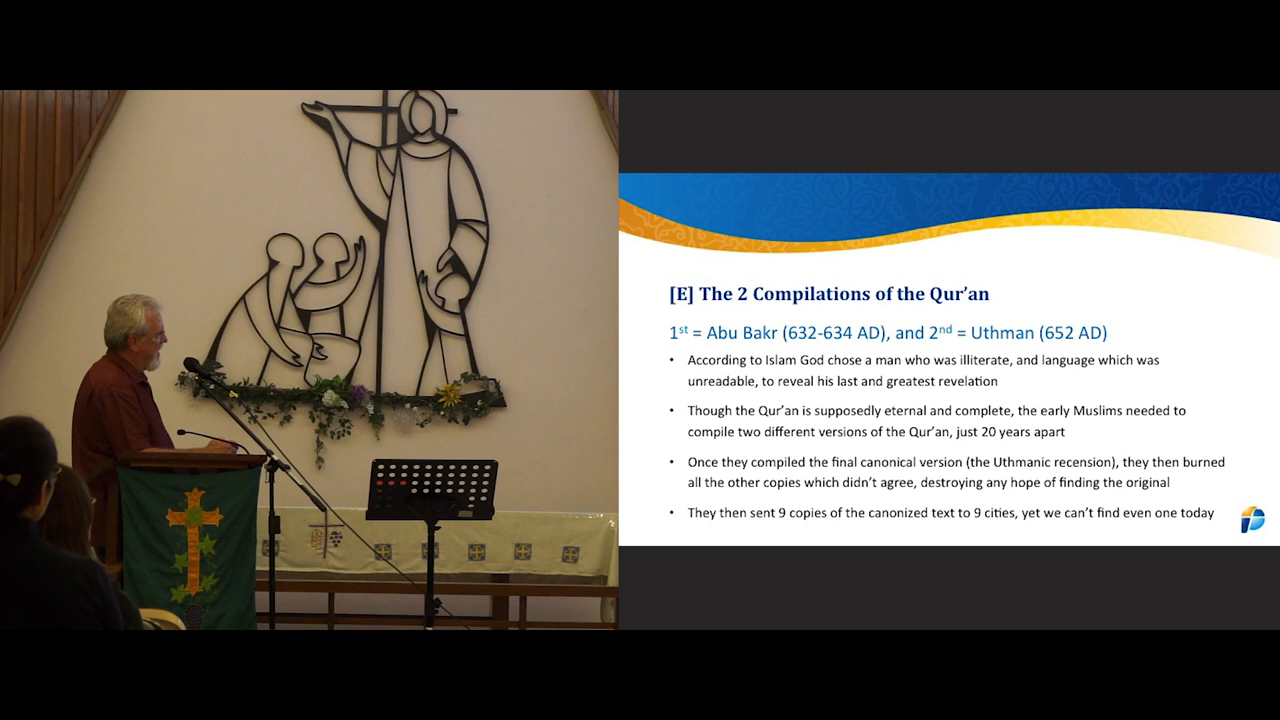 [E] The 2 Compilations of the Qur’an
1st = Abu Bakr (632-634 AD), and 2nd = Uthman (652 AD)
• According to Islam God chose a man who was illiterate, and language which was
unreadable, to reveal his last and greatest revelation
• Though the Qur’an is supposedly eternal and complete, the early Muslims needed to
compile two different versions of the Qur’an, just 20 years apart
• Once they compiled the final canonical version (the Uthmanic recension), they then burned
all the other copies which didn’t agree, destroying any hope of finding the original
• They then sent 9 copies of the canonized text to 9 cities, yet we can’t find even one today